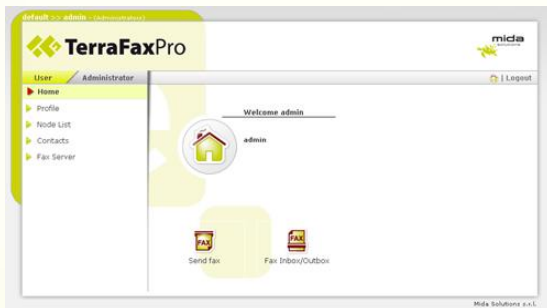 default >> admin - (Administrator)
TerraFaxPro
mida
solutions
User
Administrator
| Logout
Home
Profile
Node List
Contacts
Fax Server
Welcome admin
admin
FAX
FAX
Send fax
Fax Inbox/Outbox
Mida Solutions s.r.l.